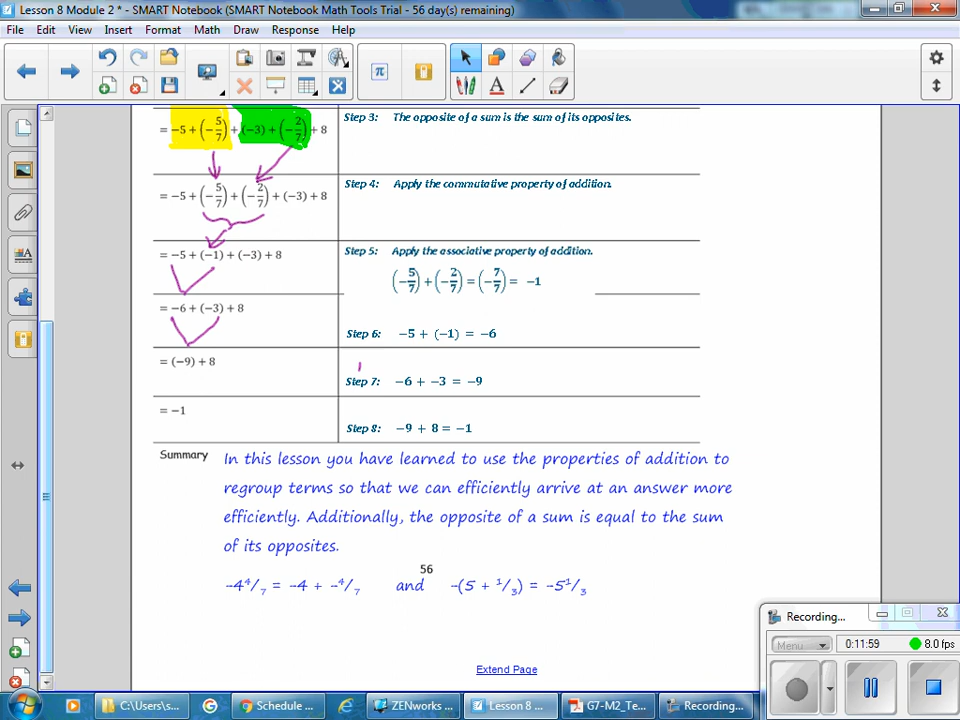 Lesson 8 Module 2 * - SMART Notebook (SMART Notebook Math Tools Trial - 56 day(s) remaining)
File Edit View Insert Format Math Draw Response Help
= −5 + (−5/7) + (−3) + (−2/7) + 8
Step 3: The opposite of a sum is the sum of its opposites.
= −5 + (−5/7) + (−2/7) + (−3) + 8
Step 4: Apply the commutative property of addition.
= −5 + (−1) + (−3) + 8
Step 5: Apply the associative property of addition.
(−5/7) + (−2/7) = (−7/7) = −1
= −6 + (−3) + 8
Step 6: −5 + (−1) = −6
= (−9) + 8
Step 7: −6 + −3 = −9
= −1
Step 8: −9 + 8 = −1
Summary
In this lesson you have learned to use the properties of addition to
regroup terms so that we can efficiently arrive at an answer more
efficiently. Additionally, the opposite of a sum is equal to the sum
of its opposites.
56
-4⁴/₇ = -4 + -⁴/₇ and -(5 + ¹/₃) = -5¹/₃
Extend Page
Recording...
Menu
0:11:59
8.0 fps
C:\Users\s...
Schedule ...
ZENworks ..
Lesson 8 ...
G7-M2_Te...
Recording...